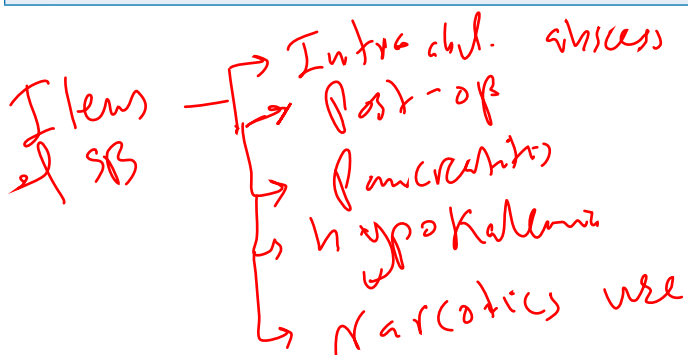 Ileus
of SB
Intra abd. abscess
Post-op
Pancreatitis
hypokalemia
Narcotics use